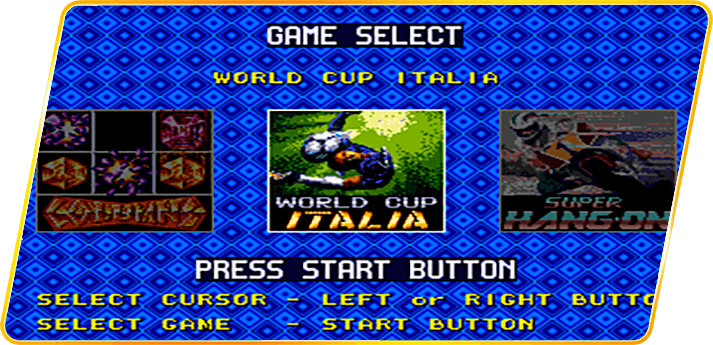 GAME SELECT
WORLD CUP ITALIA
COLUMNS
WORLD CUP
ITALIA
SUPER
HANG-ON
PRESS START BUTTON
SELECT CURSOR - LEFT or RIGHT BUTTO
SELECT GAME - START BUTTON